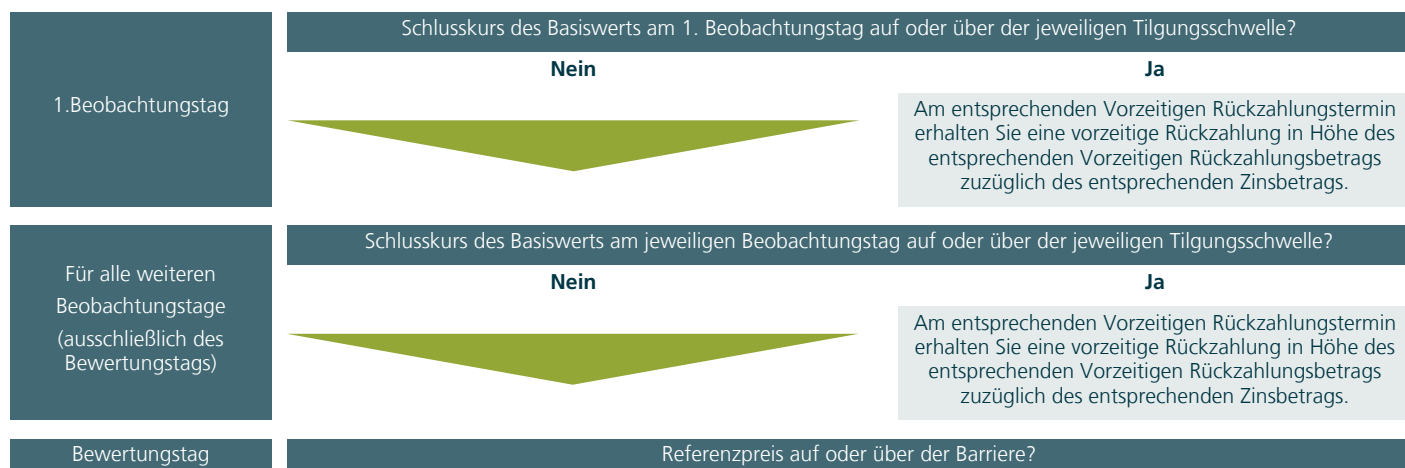 1.Beobachtungstag
Schlusskurs des Basiswerts am 1. Beobachtungstag auf oder über der jeweiligen Tilgungsschwelle?
Nein
Ja
Am entsprechenden Vorzeitigen Rückzahlungstermin
erhalten Sie eine vorzeitige Rückzahlung in Höhe des
entsprechenden Vorzeitigen Rückzahlungsbetrags
zuzüglich des entsprechenden Zinsbetrags.
Für alle weiteren
Beobachtungstage
(ausschließlich des
Bewertungstags)
Schlusskurs des Basiswerts am jeweiligen Beobachtungstag auf oder über der jeweiligen Tilgungsschwelle?
Nein
Ja
Am entsprechenden Vorzeitigen Rückzahlungstermin
erhalten Sie eine vorzeitige Rückzahlung in Höhe des
entsprechenden Vorzeitigen Rückzahlungsbetrags
zuzüglich des entsprechenden Zinsbetrags.
Bewertungstag
Referenzpreis auf oder über der Barriere?